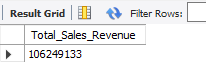 Result Grid Filter Rows:
Total_Sales_Revenue
106249133